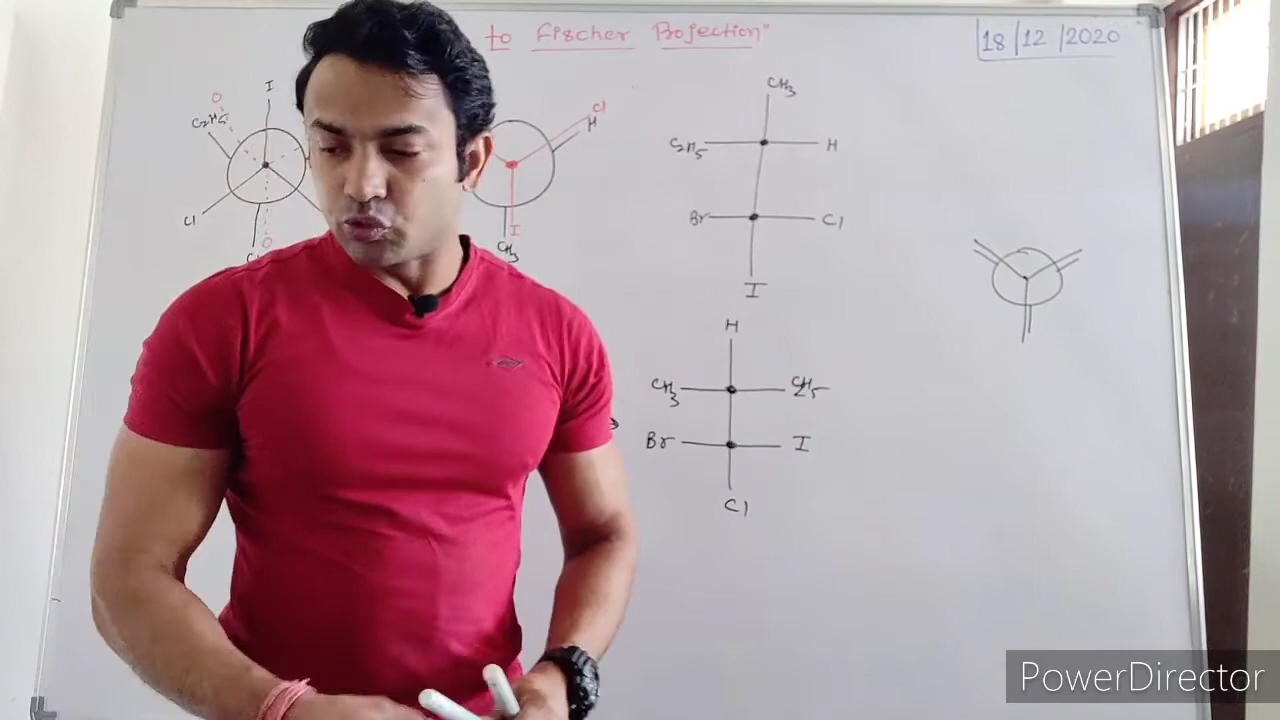 to Fischer Projection"
18/12/2020
I
C2H5
Cl
Cl
H
I
CH3
CH3
C2H5 H
Br Cl
I
H
CH3 C2H5
Br I
Cl
PowerDirector